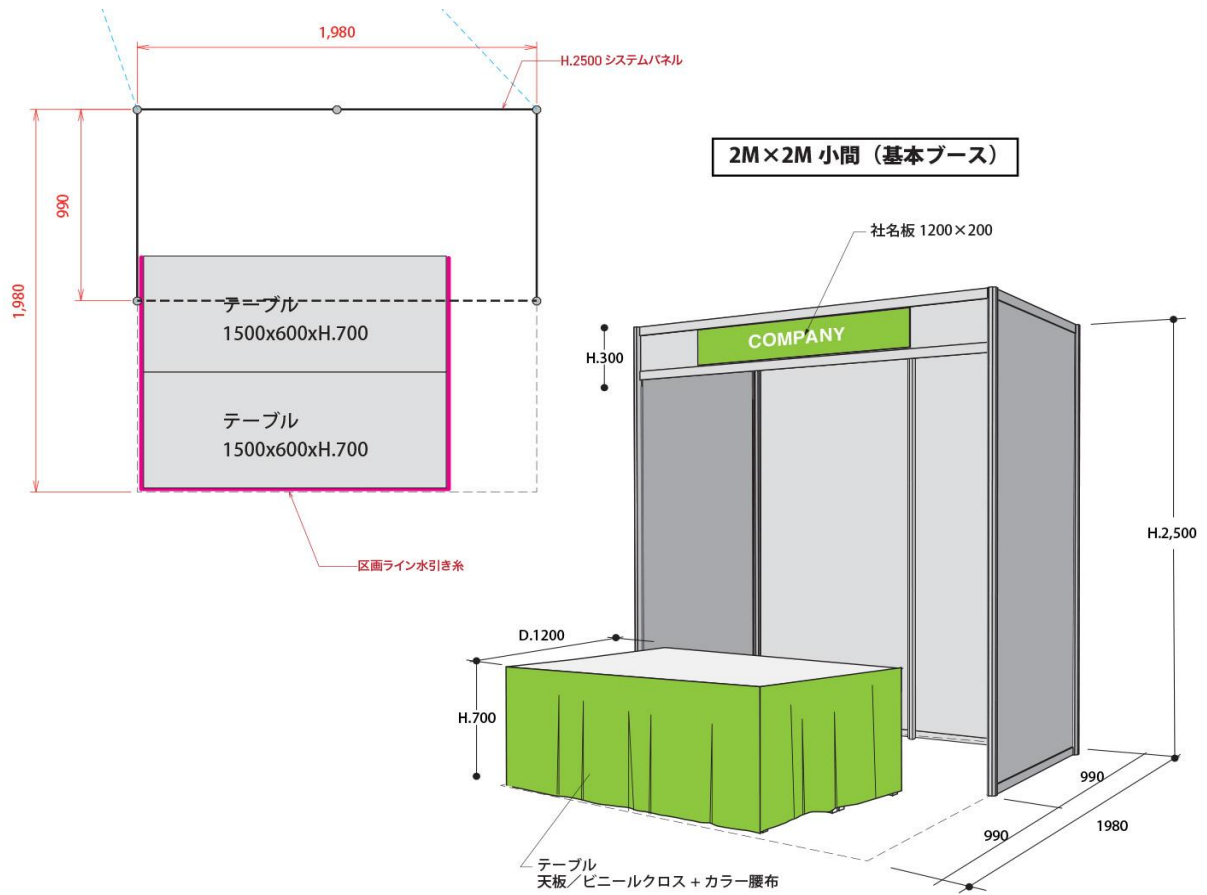 1,980
H.2500 システムパネル
990
1,980
テーブル
1500x600xH.700
テーブル
1500x600xH.700
区画ライン水引き糸
2M×2M 小間（基本ブース）
社名板 1200×200
COMPANY
H.300
H.2,500
D.1200
H.700
990
990
1980
テーブル
天板／ビニールクロス + カラー腰布